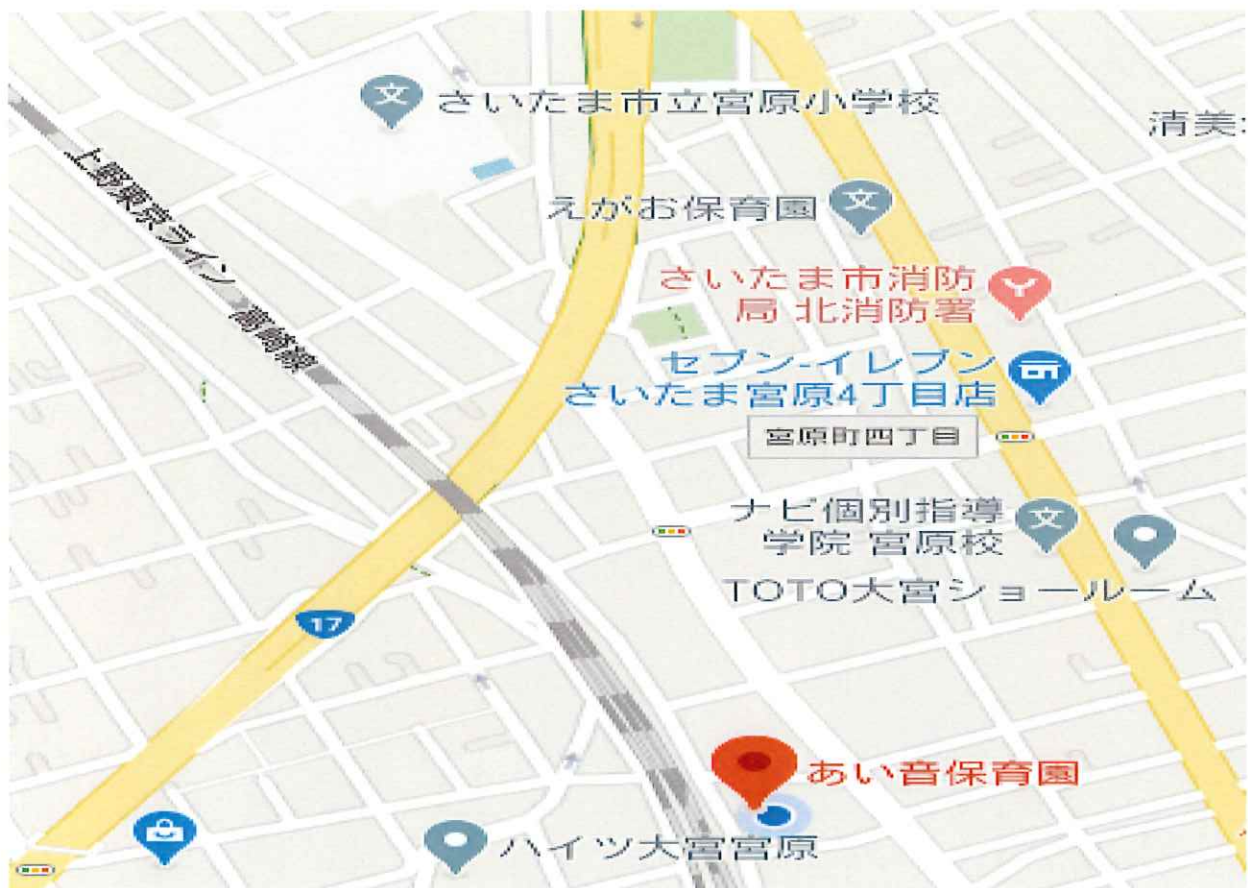 さいたま市立宮原小学校
清美
上野東京ライン 高崎線
えがお保育園
さいたま市消防
局 北消防署
セブン-イレブン
さいたま宮原4丁目店
宮原町四丁目
ナビ個別指導
学院 宮原校
TOTO大宮ショールーム
17
あい音保育園
ハイツ大宮宮原
文
文
文